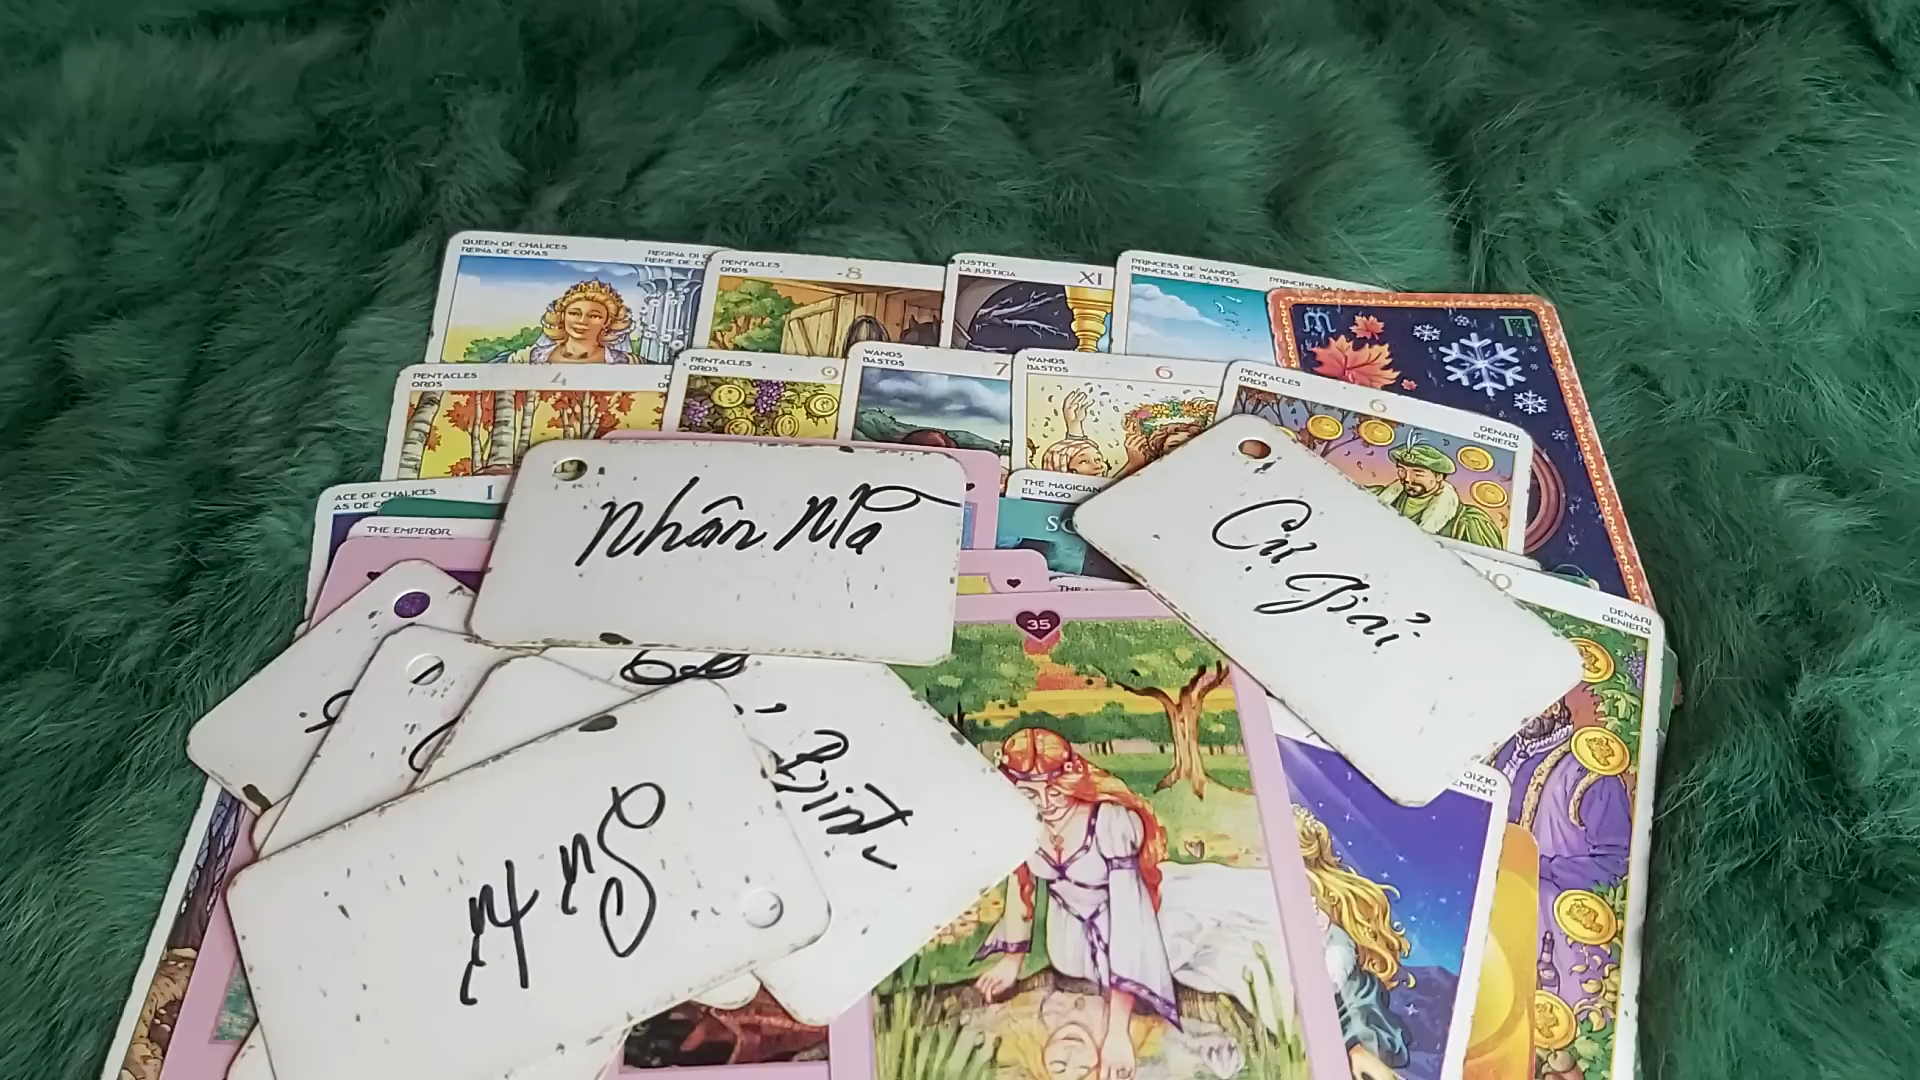 QUEEN OF CHALICES
REINA DE COPAS
PENTACLES
OROS
8
JUSTICE
LA JUSTICIA
XI
PRINCESS OF WANDS
PRINCESA DE BASTOS
PENTACLES
OROS
4
PENTACLES
OROS
9
WANDS
BASTOS
7
WANDS
BASTOS
6
PENTACLES
OROS
6
DENARI
DENIERS
ACE OF CHALICES
I
THE EMPEROR
Nhân Mã
THE MAGICIAN
EL MAGO
Cự Giải
10
DENARI
DENIERS
35
Bình